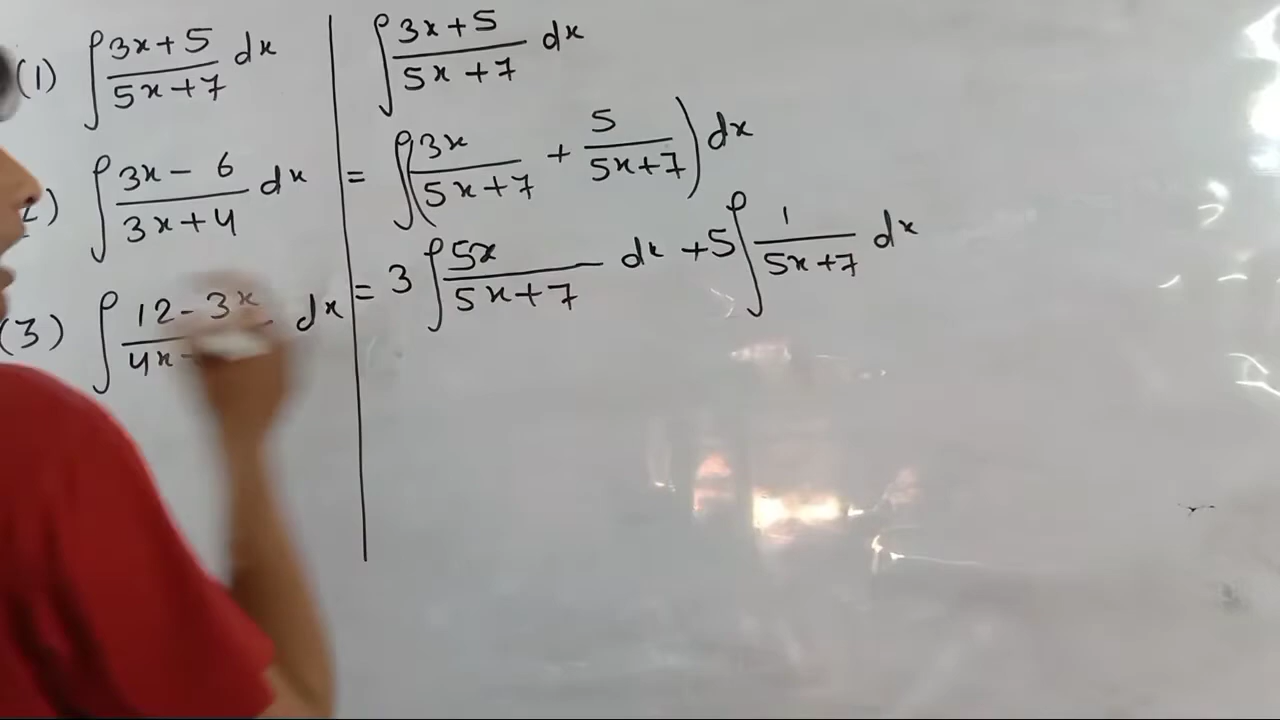 (1) ∫ (3x+5)/(5x+7) dx
) ∫ (3x-6)/(3x+4) dx
(3) ∫ (12-3x)/(4x- dx
∫ (3x+5)/(5x+7) dx
= ∫ (3x/(5x+7) + 5/(5x+7)) dx
= 3 ∫ 5x/(5x+7) dx + 5 ∫ 1/(5x+7) dx